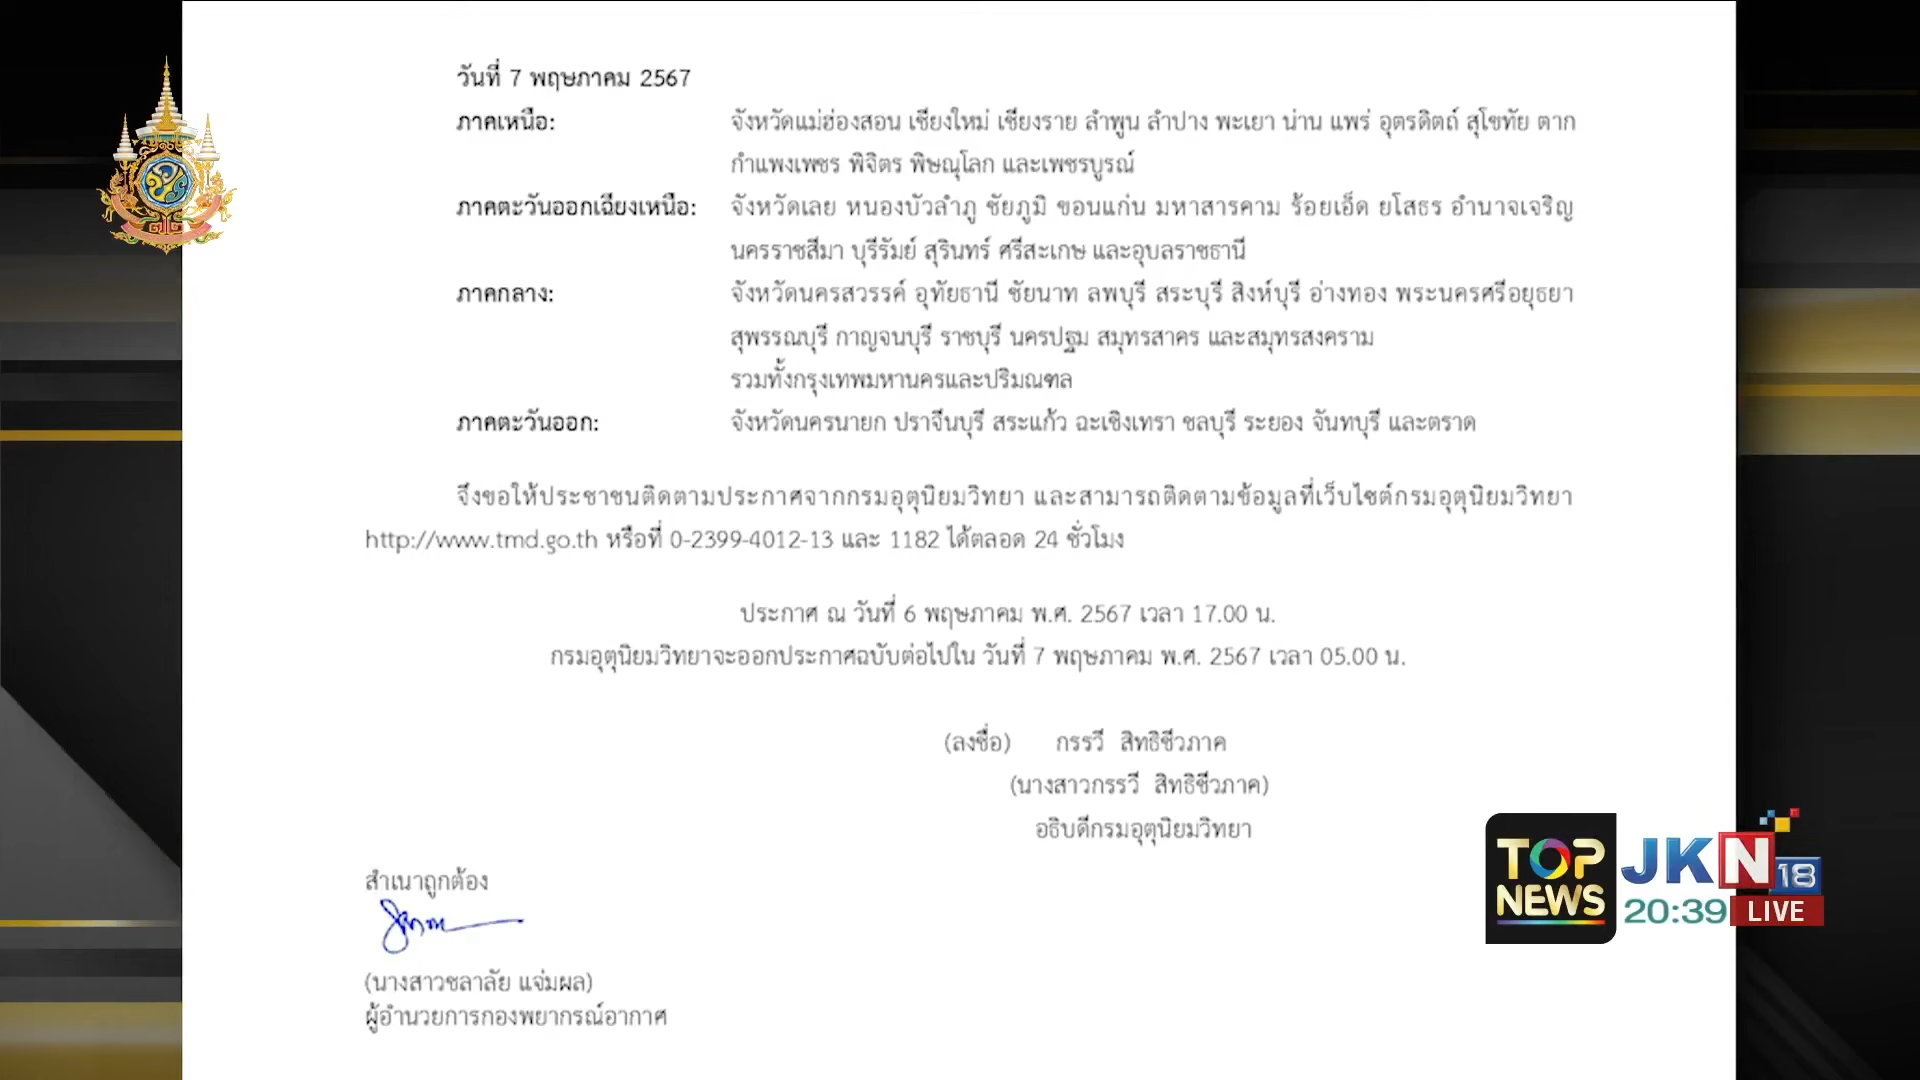 วันที่ 7 พฤษภาคม 2567
ภาคเหนือ: จังหวัดแม่ฮ่องสอน เชียงใหม่ เชียงราย ลำพูน ลำปาง พะเยา น่าน แพร่ อุตรดิตถ์ สุโขทัย ตาก
กำแพงเพชร พิจิตร พิษณุโลก และเพชรบูรณ์
ภาคตะวันออกเฉียงเหนือ: จังหวัดเลย หนองบัวลำภู ชัยภูมิ ขอนแก่น มหาสารคาม ร้อยเอ็ด ยโสธร อำนาจเจริญ
นครราชสีมา บุรีรัมย์ สุรินทร์ ศรีสะเกษ และอุบลราชธานี
ภาคกลาง: จังหวัดนครสวรรค์ อุทัยธานี ชัยนาท ลพบุรี สระบุรี สิงห์บุรี อ่างทอง พระนครศรีอยุธยา
สุพรรณบุรี กาญจนบุรี ราชบุรี นครปฐม สมุทรสาคร และสมุทรสงคราม
รวมทั้งกรุงเทพมหานครและปริมณฑล
ภาคตะวันออก: จังหวัดนครนายก ปราจีนบุรี สระแก้ว ฉะเชิงเทรา ชลบุรี ระยอง จันทบุรี และตราด
จึงขอให้ประชาชนติดตามประกาศจากกรมอุตุนิยมวิทยา และสามารถติดตามข้อมูลที่เว็บไซต์กรมอุตุนิยมวิทยา
http://www.tmd.go.th หรือที่ 0-2399-4012-13 และ 1182 ได้ตลอด 24 ชั่วโมง
ประกาศ ณ วันที่ 6 พฤษภาคม พ.ศ. 2567 เวลา 17.00 น.
กรมอุตุนิยมวิทยาจะออกประกาศฉบับต่อไปใน วันที่ 7 พฤษภาคม พ.ศ. 2567 เวลา 05.00 น.
(ลงชื่อ) กรรวี สิทธิชีวภาค
(นางสาวกรรวี สิทธิชีวภาค)
อธิบดีกรมอุตุนิยมวิทยา
สำเนาถูกต้อง
(นางสาวชลาลัย แจ่มผล)
ผู้อำนวยการกองพยากรณ์อากาศ
TOP NEWS
JKN 18
20:39 LIVE